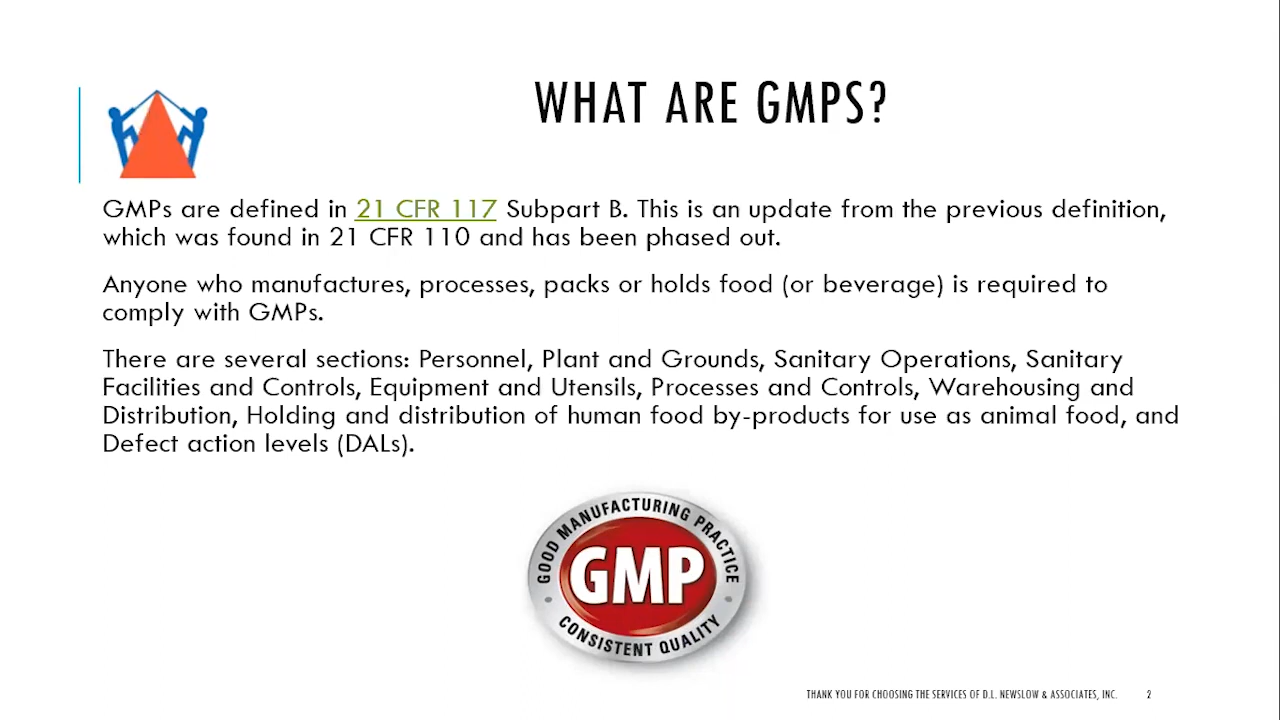 WHAT ARE GMPS?
GMPs are defined in 21 CFR 117 Subpart B. This is an update from the previous definition,
which was found in 21 CFR 110 and has been phased out.
Anyone who manufactures, processes, packs or holds food (or beverage) is required to
comply with GMPs.
There are several sections: Personnel, Plant and Grounds, Sanitary Operations, Sanitary
Facilities and Controls, Equipment and Utensils, Processes and Controls, Warehousing and
Distribution, Holding and distribution of human food by-products for use as animal food, and
Defect action levels (DALs).
GOOD MANUFACTURING PRACTICE
GMP
CONSISTENT QUALITY
THANK YOU FOR CHOOSING THE SERVICES OF D.L. NEWSLOW & ASSOCIATES, INC. 2